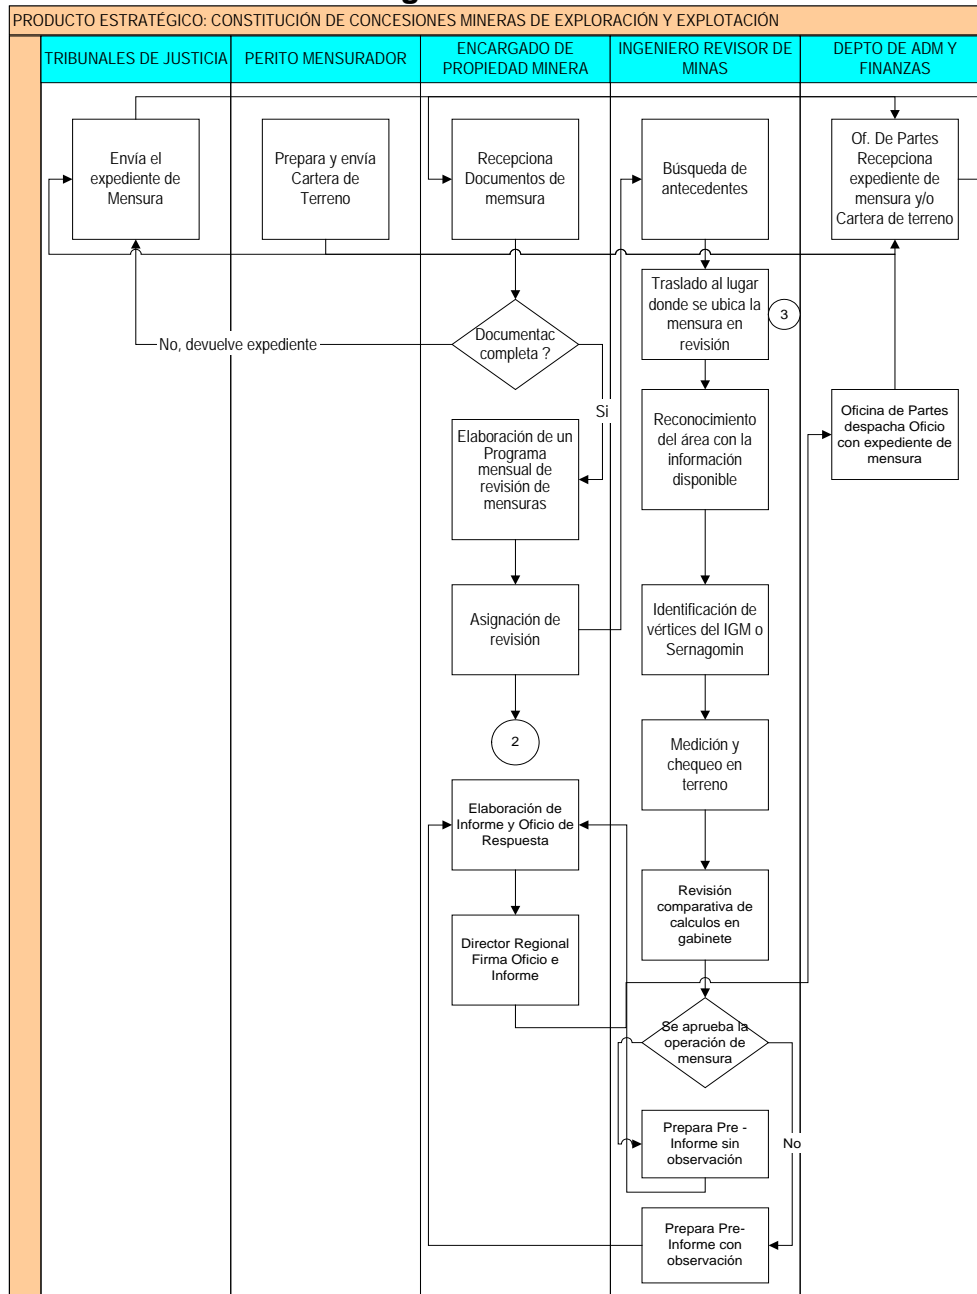 PRODUCTO ESTRATÉGICO: CONSTITUCIÓN DE CONCESIONES MINERAS DE EXPLORACIÓN Y EXPLOTACIÓN
TRIBUNALES DE JUSTICIA
PERITO MENSURADOR
ENCARGADO DE
PROPIEDAD MINERA
INGENIERO REVISOR DE
MINAS
DEPTO DE ADM Y
FINANZAS
Envía el
expediente de
Mensura
Prepara y envía
Cartera de
Terreno
Recepciona
Documentos de
memsura
Búsqueda de
antecedentes
Of. De Partes
Recepciona
expediente de
mensura y/o
Cartera de terreno
Traslado al lugar
donde se ubica la
mensura en
revisión
3
Documentac
completa ?
No, devuelve expediente
Si
Elaboración de un
Programa
mensual de
revisión de
mensuras
Reconocimiento
del área con la
información
disponible
Oficina de Partes
despacha Oficio
con expediente de
mensura
Asignación de
revisión
Identificación de
vértices del IGM o
Sernagomin
2
Medición y
chequeo en
terreno
Elaboración de
Informe y Oficio de
Respuesta
Revisión
comparativa de
calculos en
gabinete
Director Regional
Firma Oficio e
Informe
Se aprueba la
operación de
mensura
Prepara Pre -
Informe sin
observación
No
Prepara Pre-
Informe con
observación